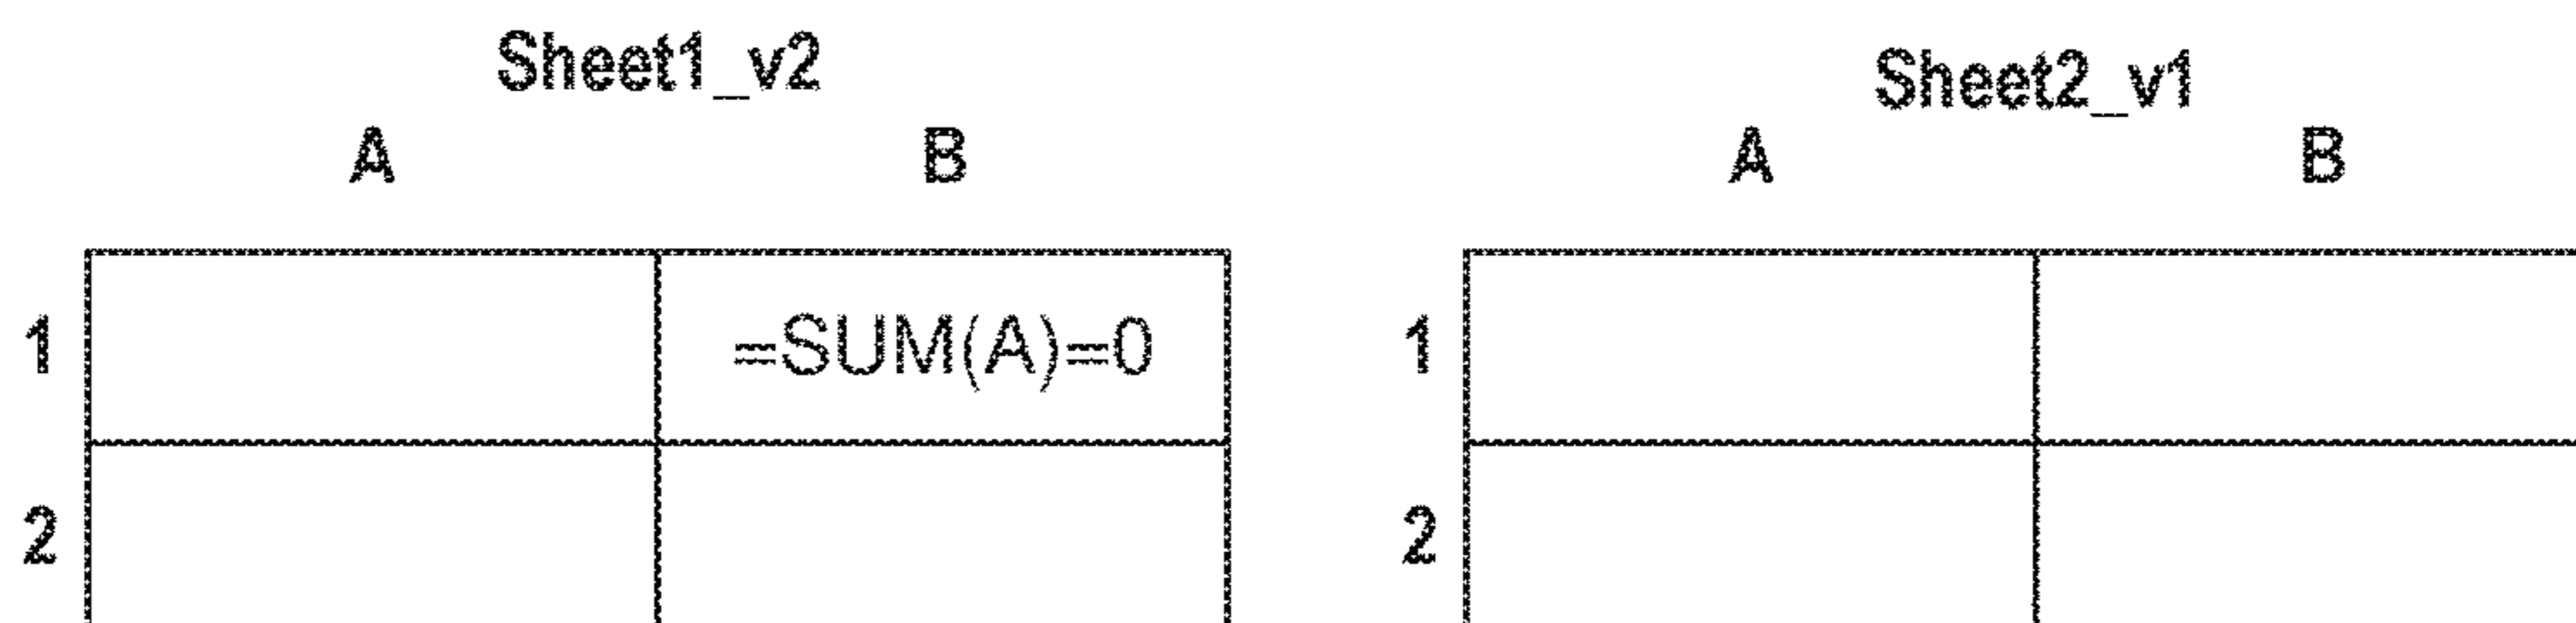 Sheet1_v2 Sheet2_v1
A B A B
1 =SUM(A)=0 1
2 2